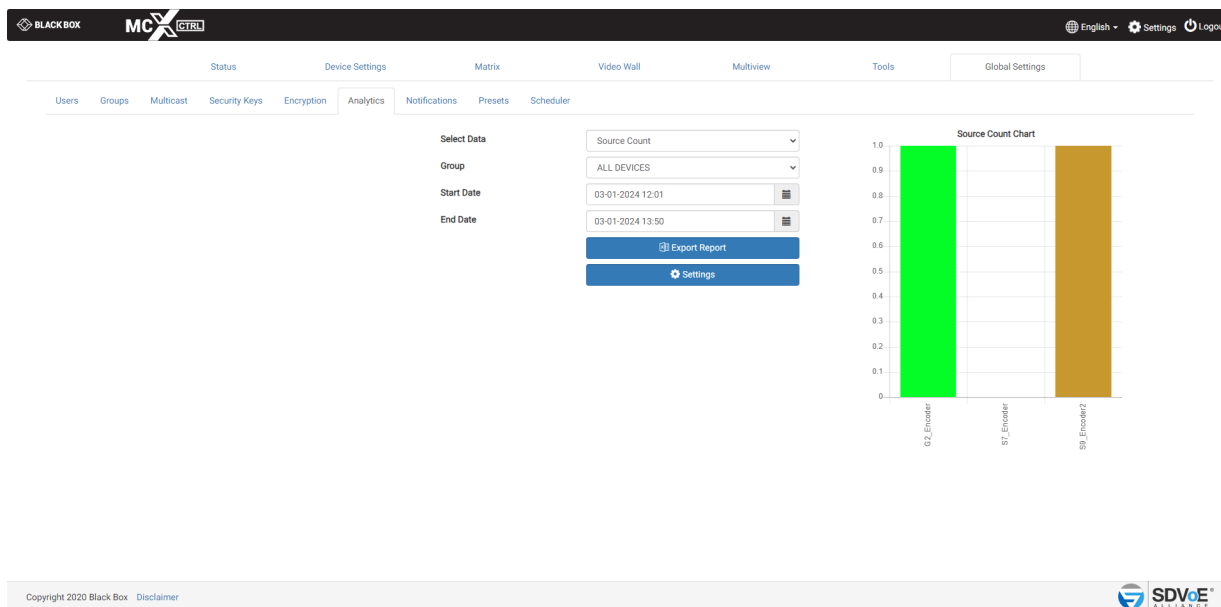 BLACK BOX MCX CTRL English Settings Logou
Status Device Settings Matrix Video Wall Multiview Tools Global Settings
Users Groups Multicast Security Keys Encryption Analytics Notifications Presets Scheduler
Select Data Source Count
Group ALL DEVICES
Start Date 03-01-2024 12:01
End Date 03-01-2024 13:50
Export Report
Settings
Source Count Chart
1.0
0.9
0.8
0.7
0.6
0.5
0.4
0.3
0.2
0.1
0
G2_Encoder
S7_Encoder
S9_Encoder2
Copyright 2020 Black Box Disclaimer
SDVoE®
ALLIANCE